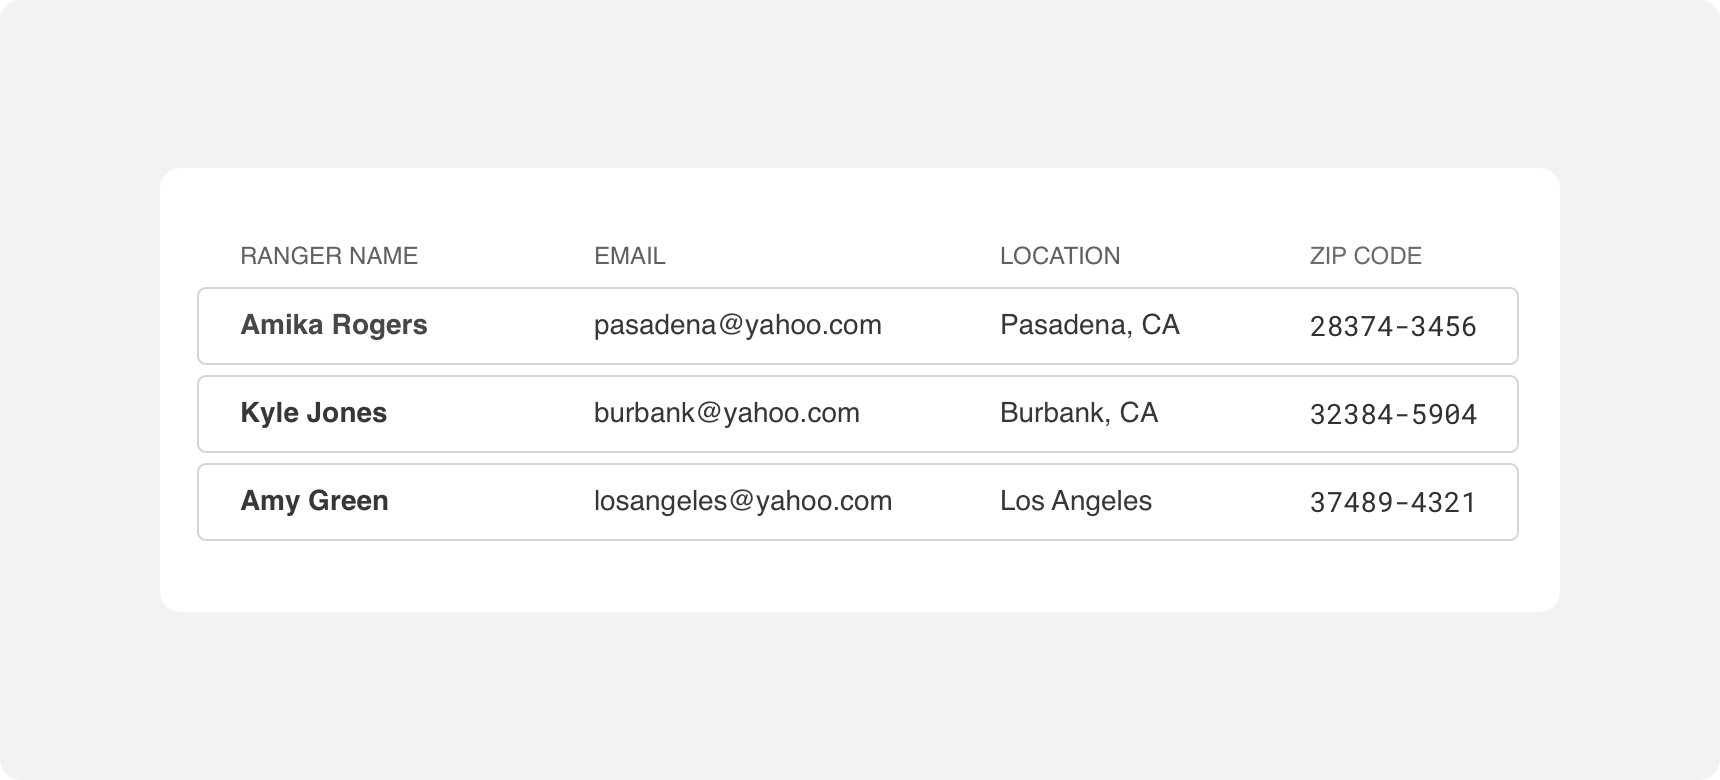 RANGER NAME EMAIL LOCATION ZIP CODE
Amika Rogers pasadena@yahoo.com Pasadena, CA 28374-3456
Kyle Jones burbank@yahoo.com Burbank, CA 32384-5904
Amy Green losangeles@yahoo.com Los Angeles 37489-4321